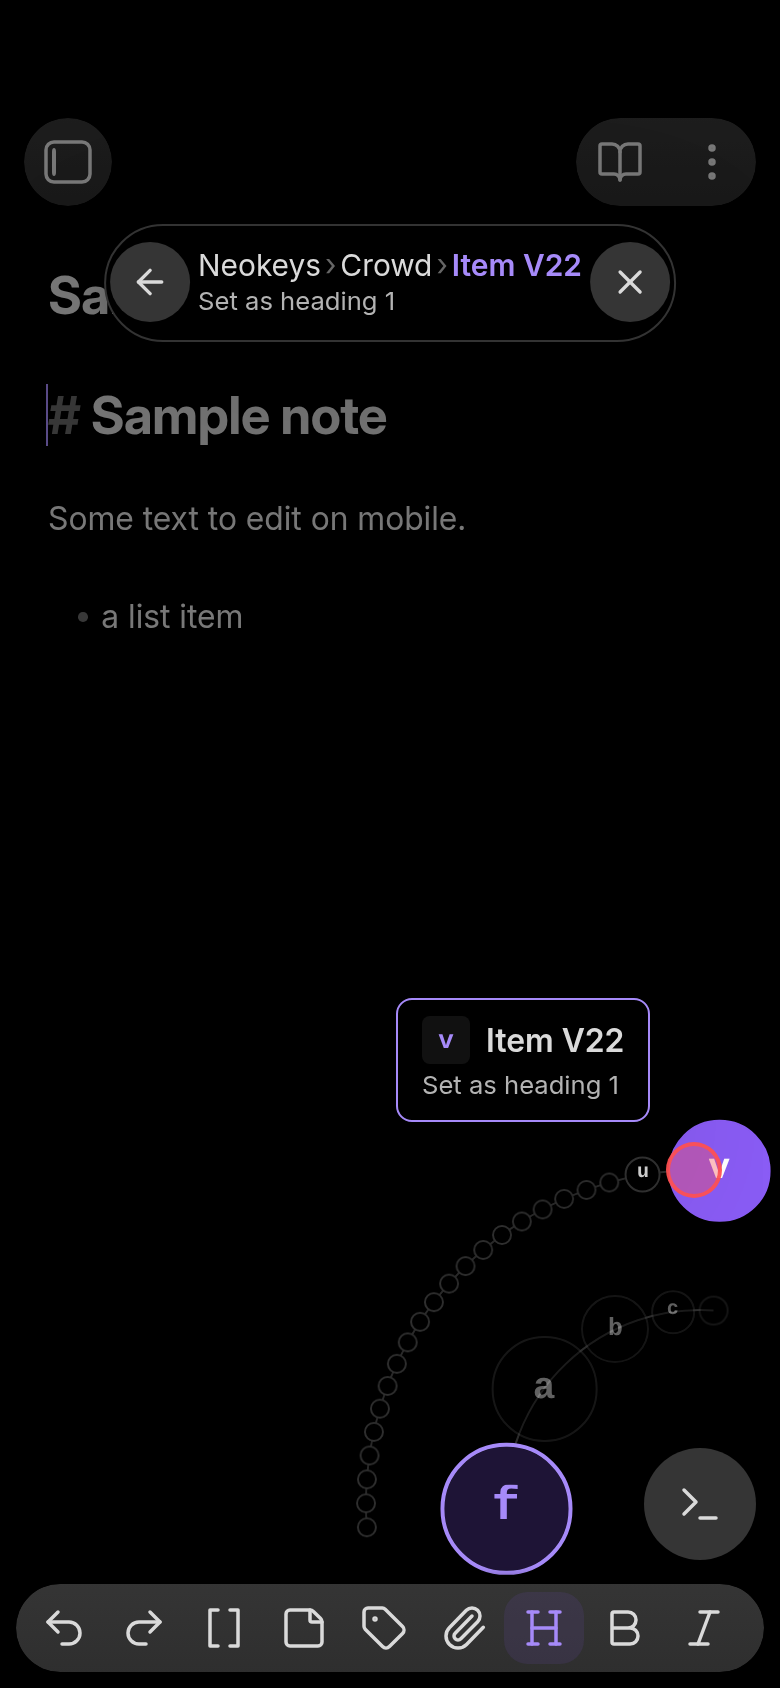 Sa
Neokeys › Crowd › Item V22
Set as heading 1
# Sample note
Some text to edit on mobile.
• a list item
v Item V22
Set as heading 1
u
v
c
b
a
f
>_
[ ] H B I